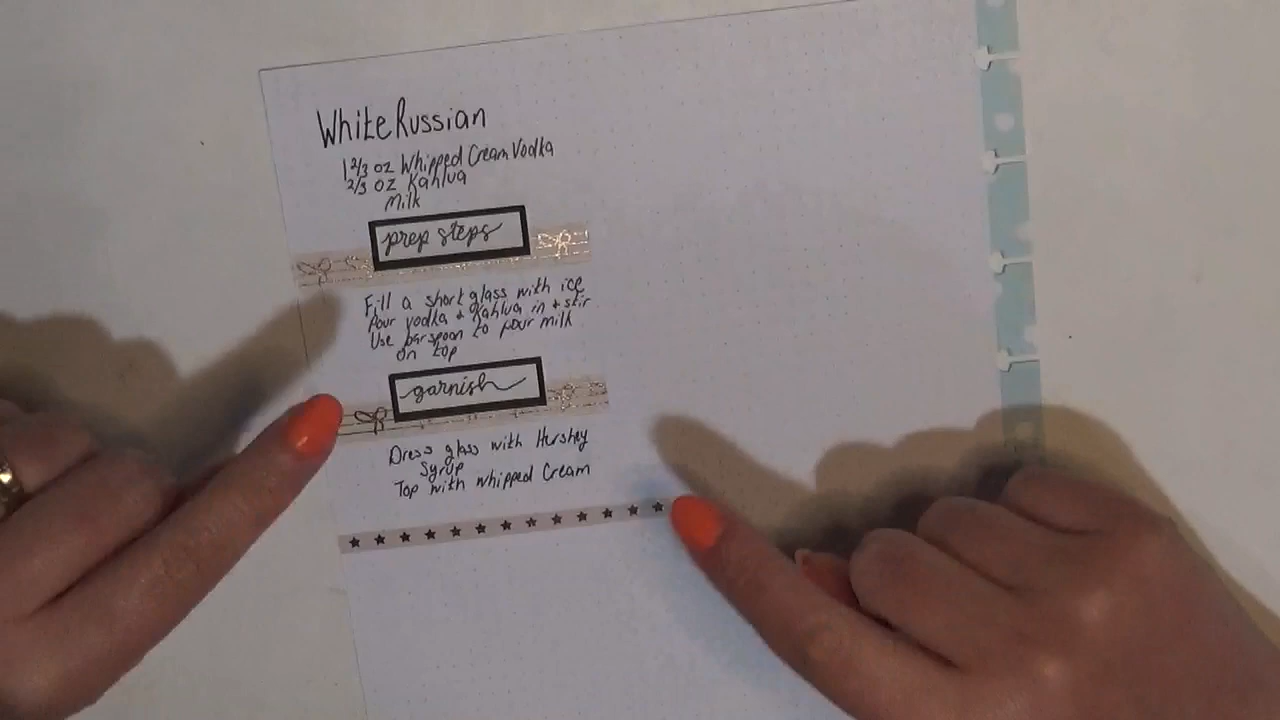 White Russian
1 2/3 oz Whipped Cream Vodka
2/3 oz Kahlua
Milk
prep steps
Fill a short glass with ice
Pour vodka + Kahlua in + stir
Use barspoon to pour milk
on top
garnish
Dress glass with Hershey
Syrup
Top with whipped Cream